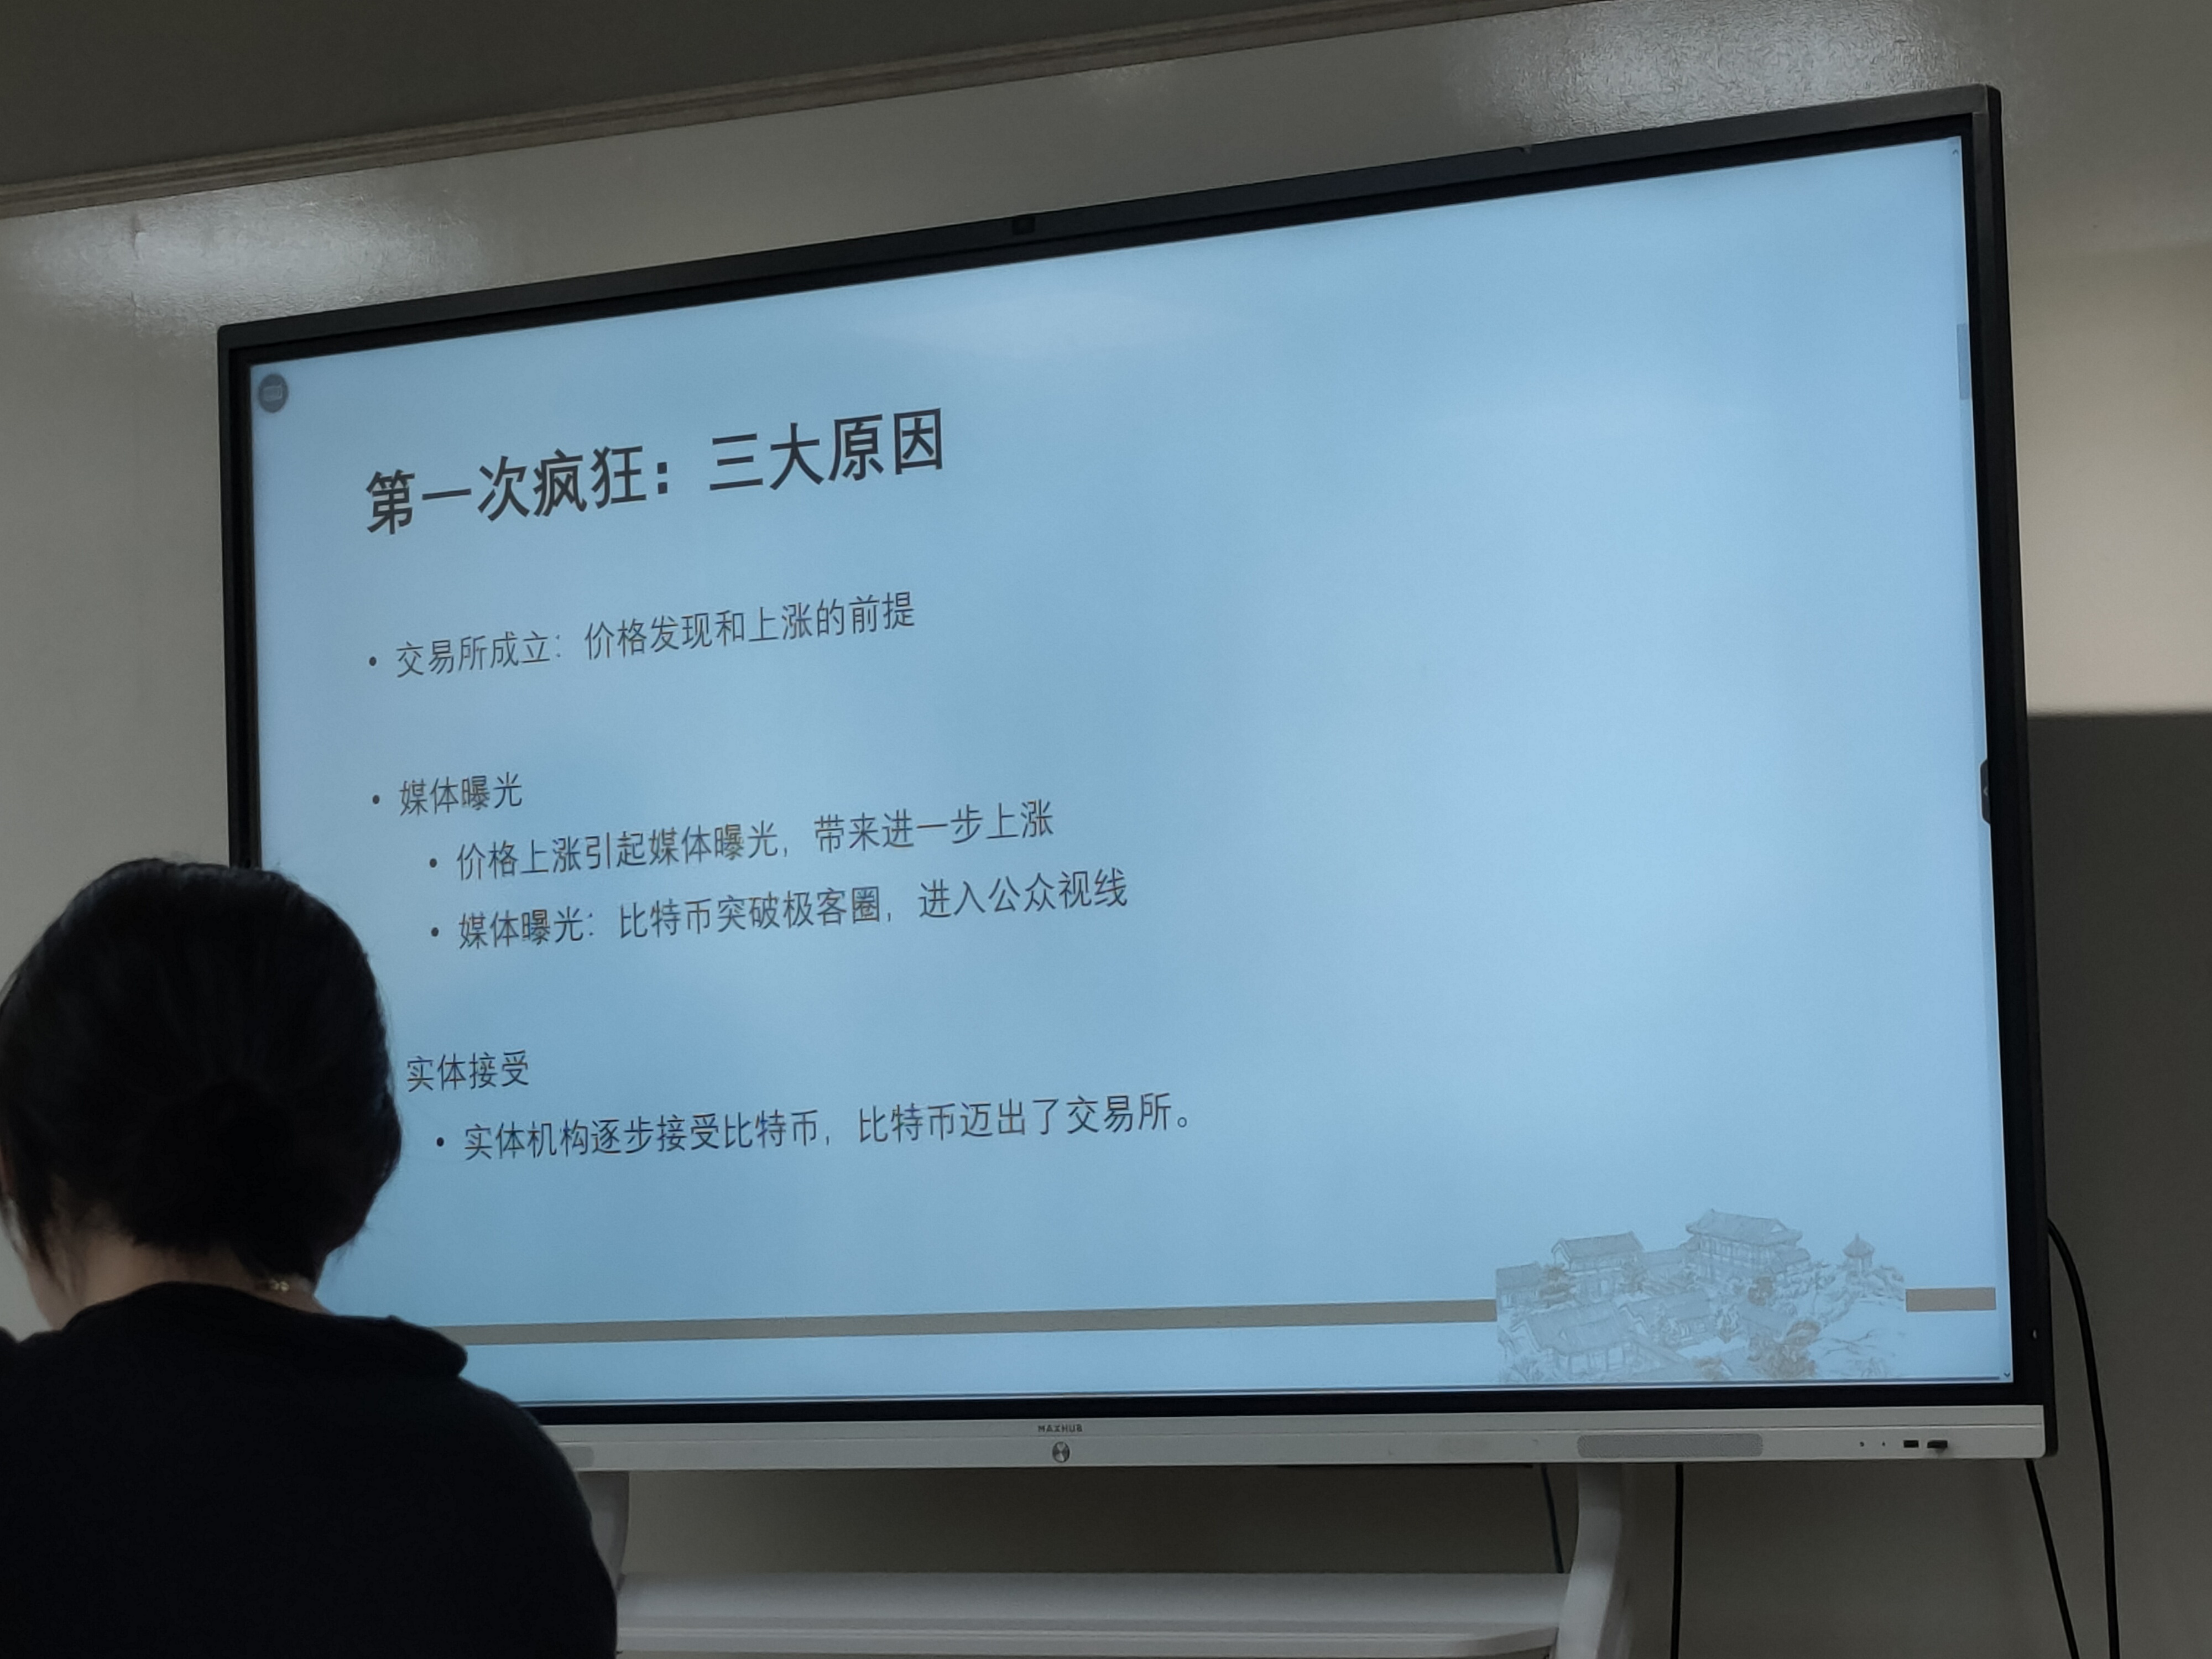 第一次疯狂：三大原因
• 交易所成立：价格发现和上涨的前提
• 媒体曝光
• 价格上涨引起媒体曝光，带来进一步上涨
• 媒体曝光：比特币突破极客圈，进入公众视线
实体接受
• 实体机构逐步接受比特币，比特币迈出了交易所。
MAXHUB